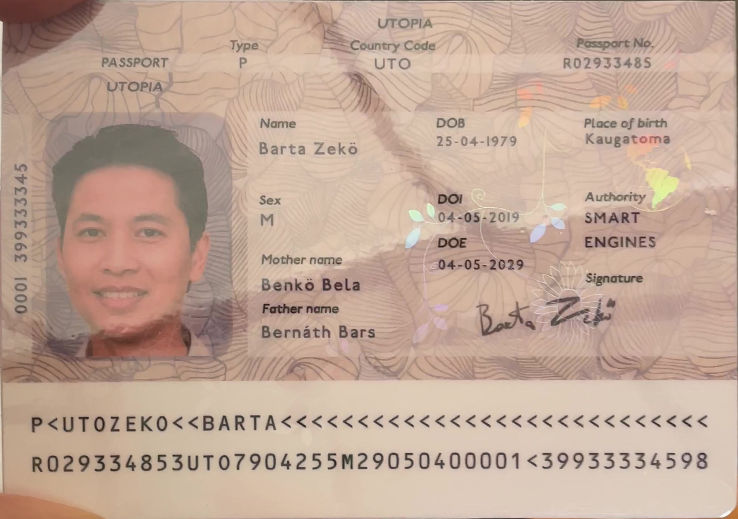 UTOPIA
PASSPORT
UTOPIA
Type
P
Country Code
UTO
Passport No.
R02933485
0001 399333345
Name
Barta Zekö
DOB
25-04-1979
Place of birth
Kaugatoma
Sex
M
DOI
04-05-2019
DOE
04-05-2029
Authority
SMART
ENGINES
Mother name
Benkö Bela
Father name
Bernáth Bars
Signature
Barta Zekö
P<UTOZEKO<<BARTA<<<<<<<<<<<<<<<<<<<<<<<<<<<<
R029334853UTO7904255M29050400001<39933334598